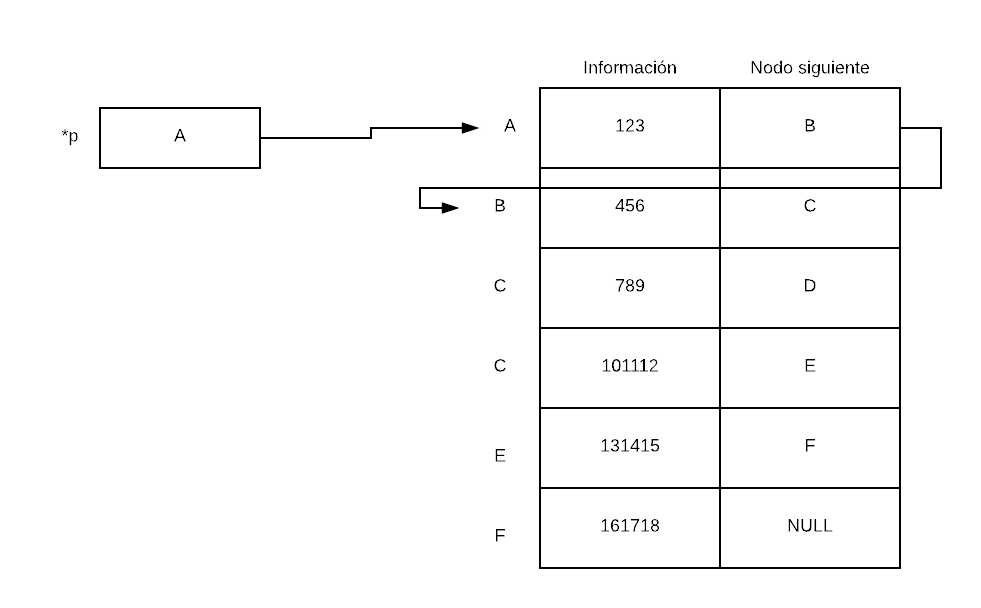 Información Nodo siguiente
*p A A 123 B
B 456 C
C 789 D
C 101112 E
E 131415 F
F 161718 NULL